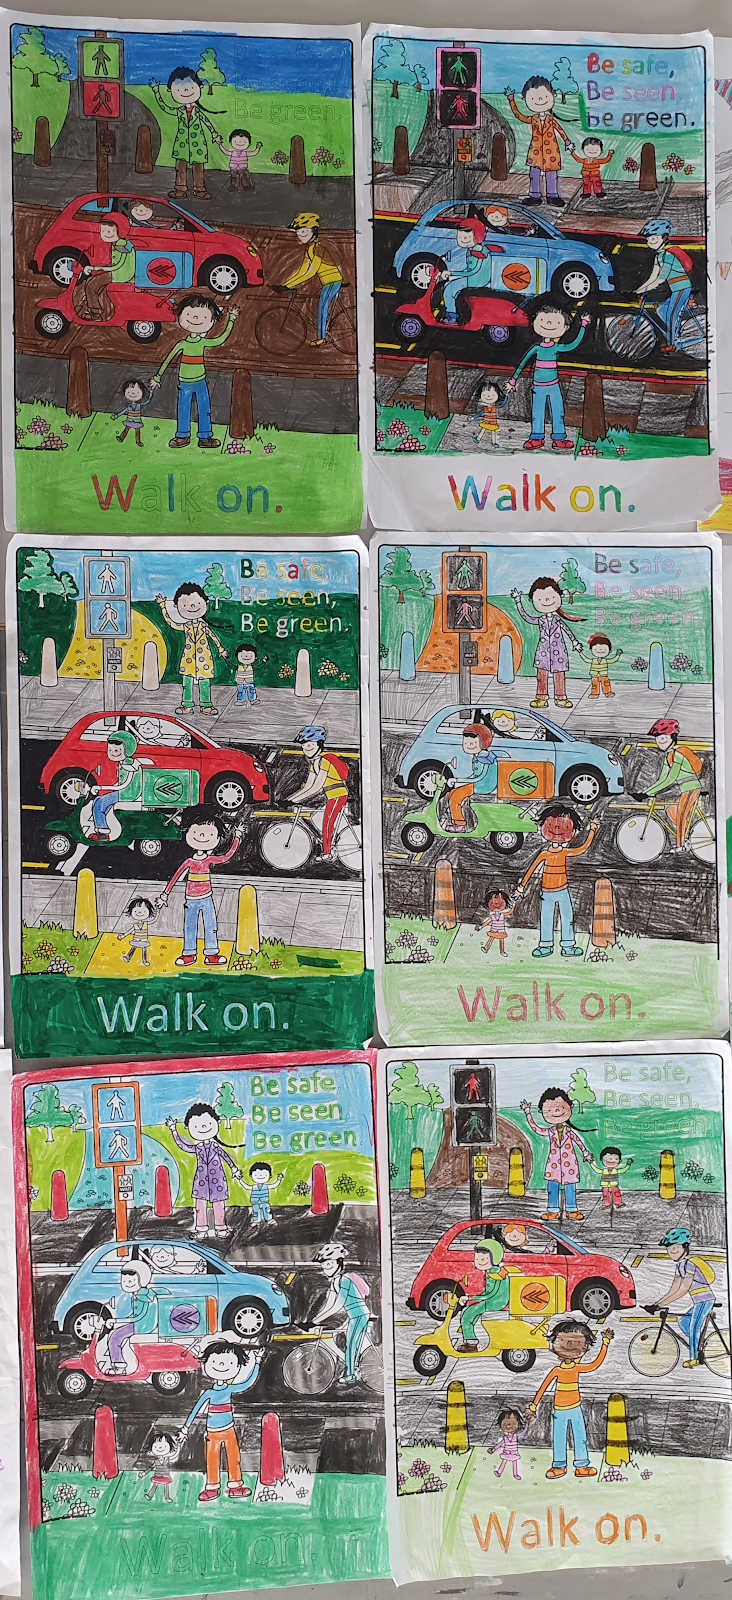 Be green.
Walk on.
Be safe,
Be seen,
Be green.
Walk on.
Be safe,
Be seen,
Be green.
Walk on.
Be safe,
Be seen,
Be green.
Walk on.
Be safe,
Be seen,
Be green
Walk on.
Be safe,
Be seen,
Be green.
Walk on.